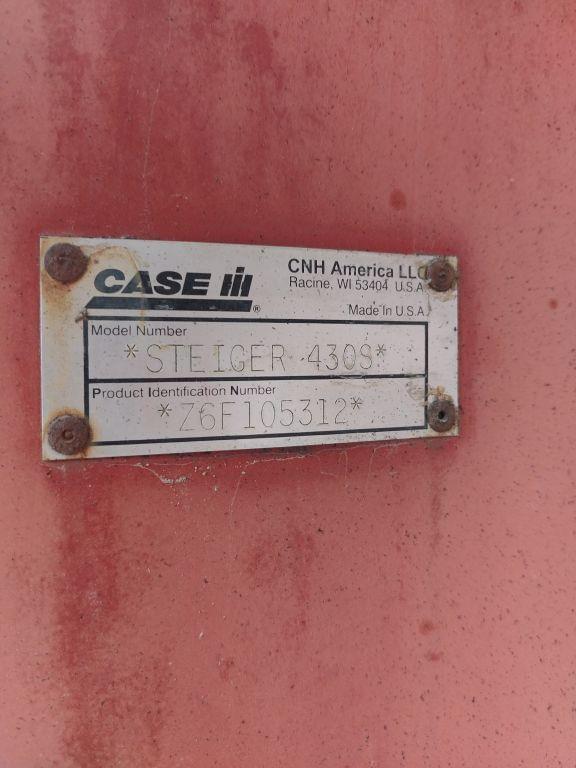 CASE IH ®
CNH America LLC
Racine, WI 53404 U.S.A.
Made in U.S.A.
Model Number
*STEIGER 430S*
Product Identification Number
*Z6F105312*